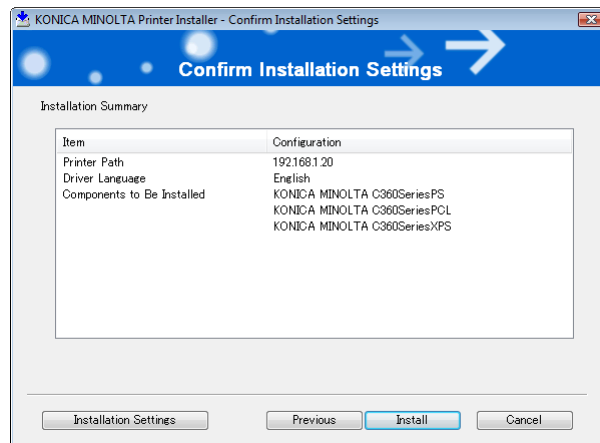 KONICA MINOLTA Printer Installer - Confirm Installation Settings
Confirm Installation Settings
Installation Summary
Item Configuration
Printer Path 192.168.1.20
Driver Language English
Components to Be Installed KONICA MINOLTA C360SeriesPS
KONICA MINOLTA C360SeriesPCL
KONICA MINOLTA C360SeriesXPS
Installation Settings Previous Install Cancel